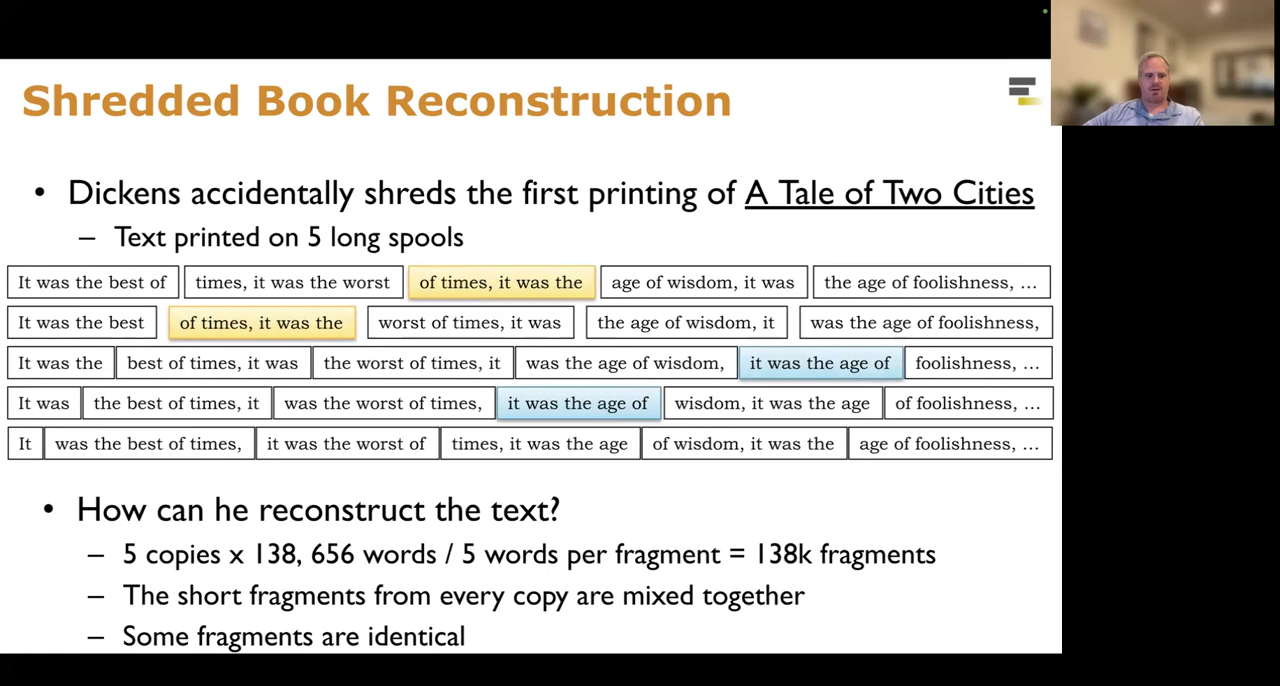 Shredded Book Reconstruction
• Dickens accidentally shreds the first printing of A Tale of Two Cities
– Text printed on 5 long spools
It was the best of times, it was the worst of times, it was the age of wisdom, it was the age of foolishness, …
It was the best of times, it was the worst of times, it was the age of wisdom, it was the age of foolishness,
It was the best of times, it was the worst of times, it was the age of wisdom, it was the age of foolishness, …
It was the best of times, it was the worst of times, it was the age of wisdom, it was the age of foolishness, …
It was the best of times, it was the worst of times, it was the age of wisdom, it was the age of foolishness, …
• How can he reconstruct the text?
– 5 copies x 138, 656 words / 5 words per fragment = 138k fragments
– The short fragments from every copy are mixed together
– Some fragments are identical